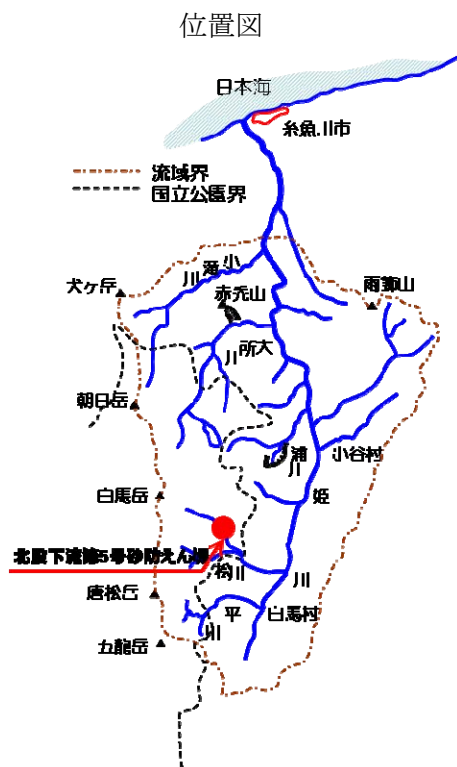 位置図
日本海
糸魚川市
流域界
国立公園界
小滝川
犬ヶ岳
赤禿山
雨飾山
大所川
朝日岳
浦川
小谷村
白馬岳
姫川
北股下流第5号砂防えん堤
松川
唐松岳
平川
白馬村
五龍岳